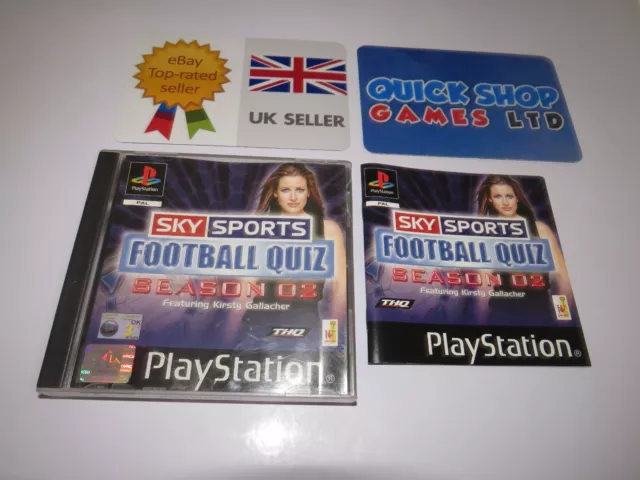 eBay
Top-rated
seller
UK SELLER
QUICK SHOP
GAMES LTD
PlayStation
PAL
SKY SPORTS
FOOTBALL QUIZ
SEASON 02
Featuring Kirsty Gallacher
THQ
PlayStation®
PlayStation
PAL
SKY SPORTS
FOOTBALL QUIZ
SEASON 02
Featuring Kirsty Gallacher
THQ
PlayStation®